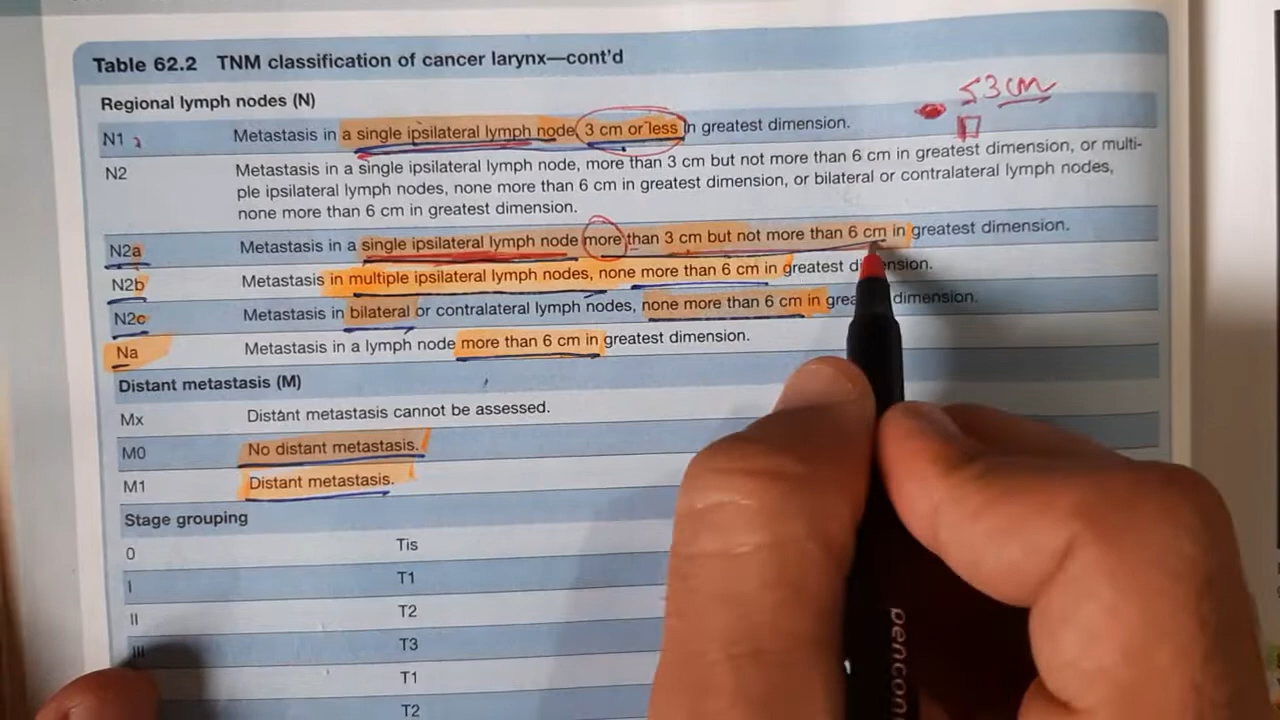 Table 62.2 TNM classification of cancer larynx—cont'd
Regional lymph nodes (N)
≤3 cm
N1 Metastasis in a single ipsilateral lymph node, 3 cm or less in greatest dimension.
N2 Metastasis in a single ipsilateral lymph node, more than 3 cm but not more than 6 cm in greatest dimension, or multi-
ple ipsilateral lymph nodes, none more than 6 cm in greatest dimension, or bilateral or contralateral lymph nodes,
none more than 6 cm in greatest dimension.
N2a Metastasis in a single ipsilateral lymph node more than 3 cm but not more than 6 cm in greatest dimension.
N2b Metastasis in multiple ipsilateral lymph nodes, none more than 6 cm in greatest dimension.
N2c Metastasis in bilateral or contralateral lymph nodes, none more than 6 cm in dimension.
Na Metastasis in a lymph node more than 6 cm in greatest dimension.
Distant metastasis (M)
Mx Distant metastasis cannot be assessed.
M0 No distant metastasis.
M1 Distant metastasis.
Stage grouping
0 Tis
I T1
II T2
III T3
T1
T2
pencon